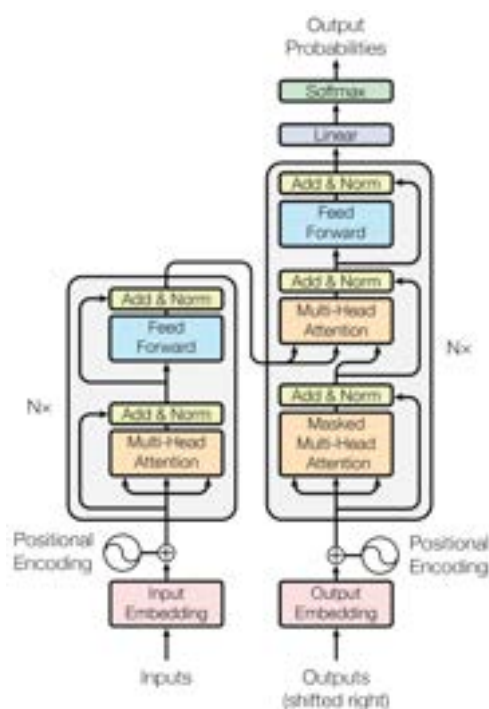 Output
Probabilities
Softmax
Linear
Add & Norm
Feed
Forward
Add & Norm
Multi-Head
Attention
Add & Norm
Masked
Multi-Head
Attention
Nx
Add & Norm
Feed
Forward
Add & Norm
Multi-Head
Attention
Nx
Positional
Encoding
Positional
Encoding
Input
Embedding
Output
Embedding
Inputs
Outputs
(shifted right)